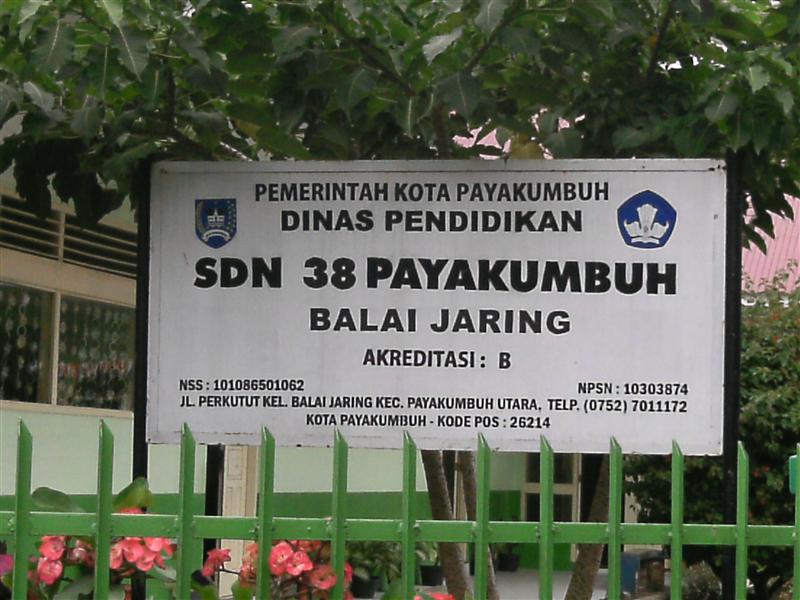 PEMERINTAH KOTA PAYAKUMBUH
DINAS PENDIDIKAN
SDN 38 PAYAKUMBUH
BALAI JARING
AKREDITASI : B
NSS : 101086501062 NPSN : 10303874
JL. PERKUTUT KEL. BALAI JARING KEC. PAYAKUMBUH UTARA, TELP. (0752) 7011172
KOTA PAYAKUMBUH - KODE POS : 26214